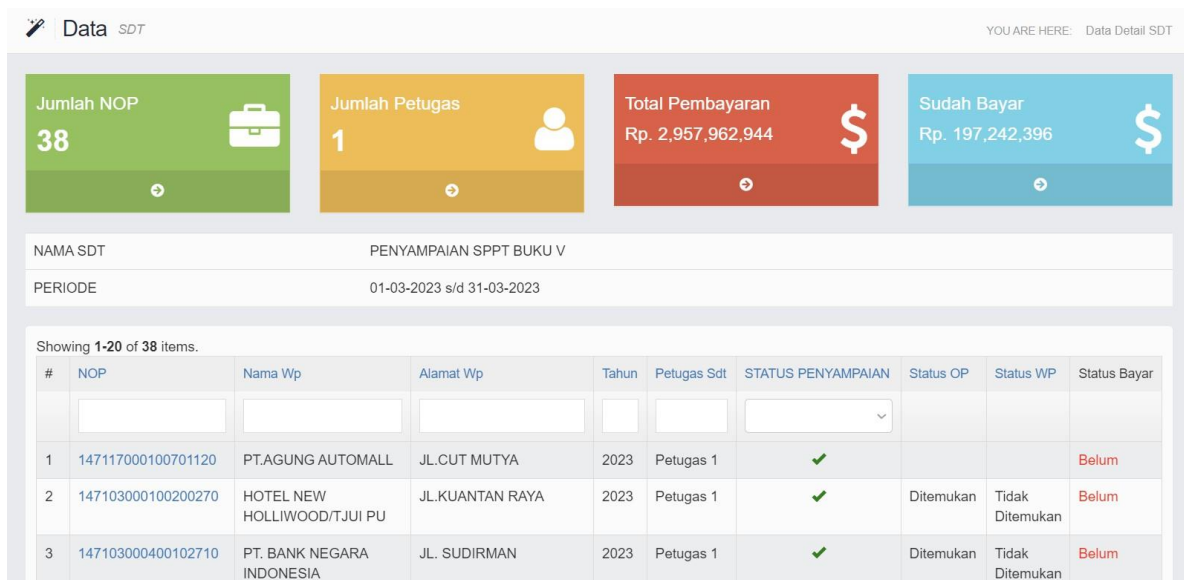 Data SDT
YOU ARE HERE: Data Detail SDT
Jumlah NOP
38
Jumlah Petugas
1
Total Pembayaran
Rp. 2,957,962,944
Sudah Bayar
Rp. 197,242,396
NAMA SDT PENYAMPAIAN SPPT BUKU V
PERIODE 01-03-2023 s/d 31-03-2023
Showing 1-20 of 38 items.
# NOP Nama Wp Alamat Wp Tahun Petugas Sdt STATUS PENYAMPAIAN Status OP Status WP Status Bayar
1 147117000100701120 PT.AGUNG AUTOMALL JL.CUT MUTYA 2023 Petugas 1 Belum
2 147103000100200270 HOTEL NEW JL.KUANTAN RAYA 2023 Petugas 1 Ditemukan Tidak Belum
HOLLIWOOD/TJUI PU Ditemukan
3 147103000400102710 PT. BANK NEGARA JL. SUDIRMAN 2023 Petugas 1 Ditemukan Tidak Belum
INDONESIA Ditemukan